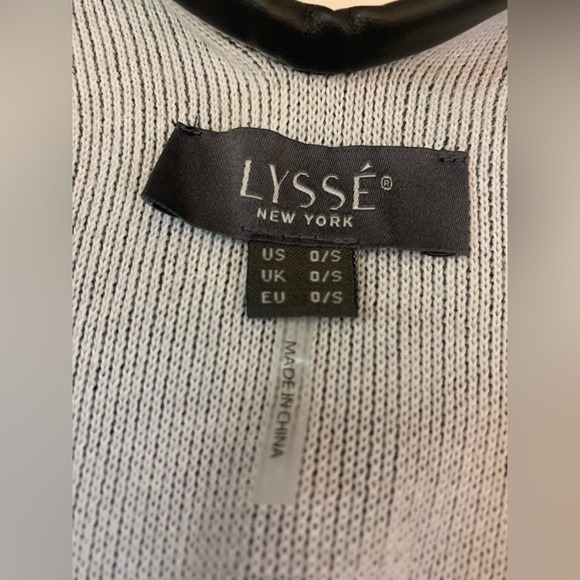 LYSSÉ®
NEW YORK
US O/S
UK O/S
EU O/S
MADE IN CHINA